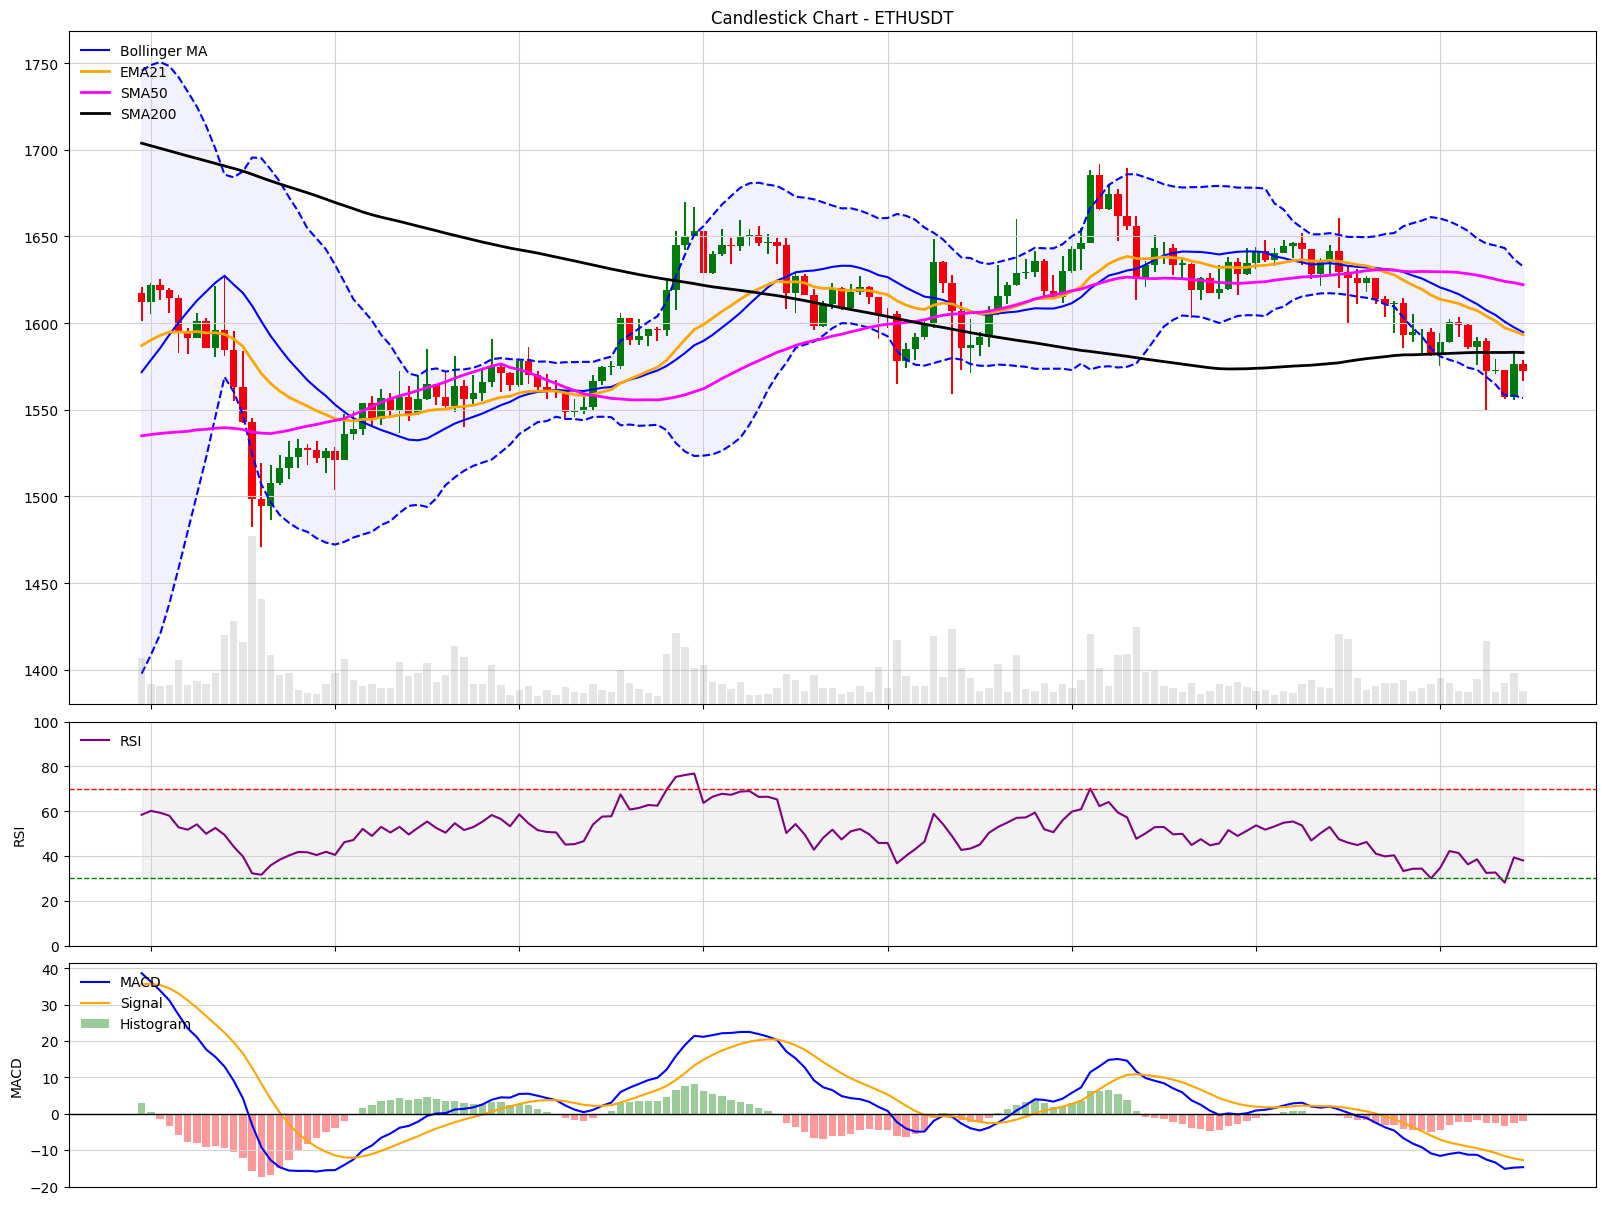 Candlestick Chart - ETHUSDT
Bollinger MA
EMA21
SMA50
SMA200
1750
1700
1650
1600
1550
1500
1450
1400
RSI
RSI
100
80
60
40
20
0
MACD
Signal
Histogram
MACD
40
30
20
10
0
−10
−20